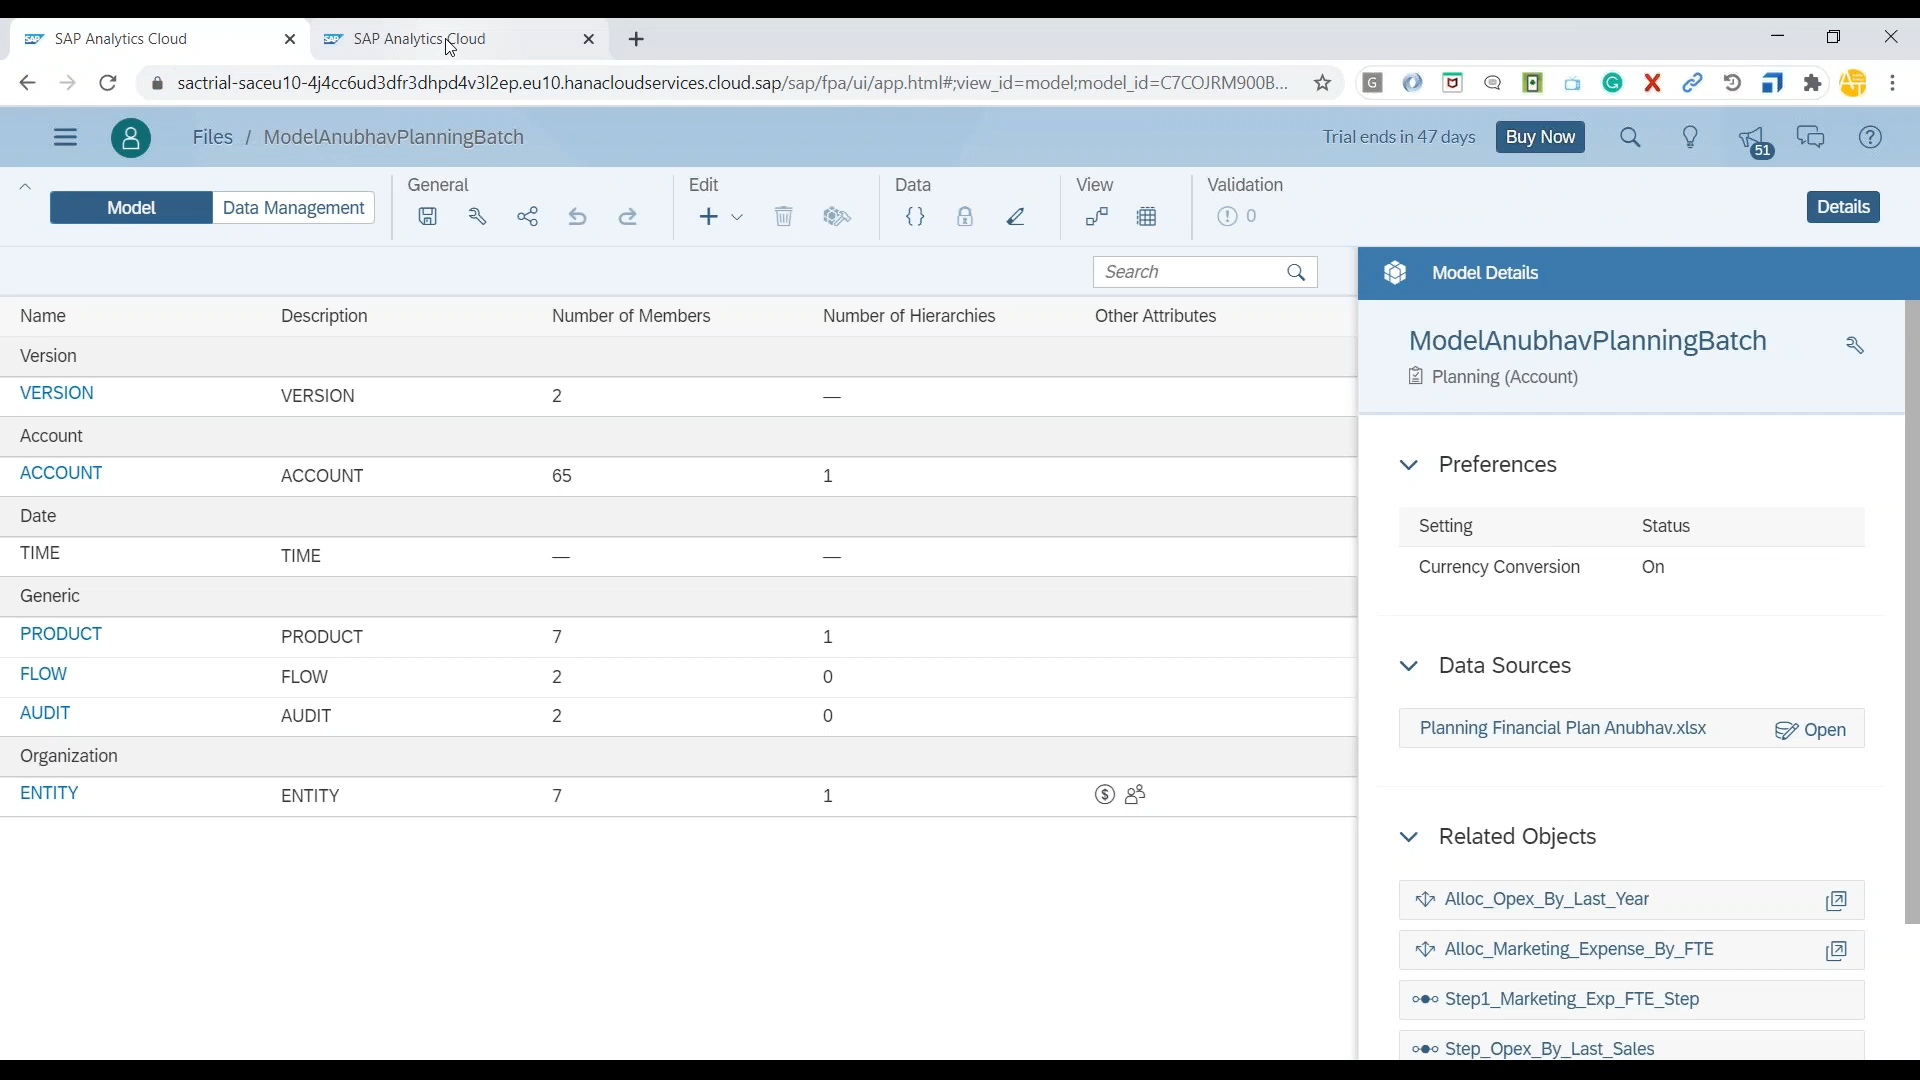 SAP SAP Analytics Cloud SAP SAP Analytics Cloud
sactrial-saceu10-4j4cc6ud3dfr3dhpd4v3l2ep.eu10.hanacloudservices.cloud.sap/sap/fpa/ui/app.html#;view_id=model;model_id=C7COJRM900B...
Files / ModelAnubhavPlanningBatch Trial ends in 47 days Buy Now 51
General Edit Data View Validation
Model Data Management 0 Details
Search
Model Details
Name Description Number of Members Number of Hierarchies Other Attributes
Version
VERSION VERSION 2 —
Account
ACCOUNT ACCOUNT 65 1
Date
TIME TIME — —
Generic
PRODUCT PRODUCT 7 1
FLOW FLOW 2 0
AUDIT AUDIT 2 0
Organization
ENTITY ENTITY 7 1
ModelAnubhavPlanningBatch
Planning (Account)
Preferences
Setting Status
Currency Conversion On
Data Sources
Planning Financial Plan Anubhav.xlsx Open
Related Objects
Alloc_Opex_By_Last_Year
Alloc_Marketing_Expense_By_FTE
Step1_Marketing_Exp_FTE_Step
Step_Opex_By_Last_Sales